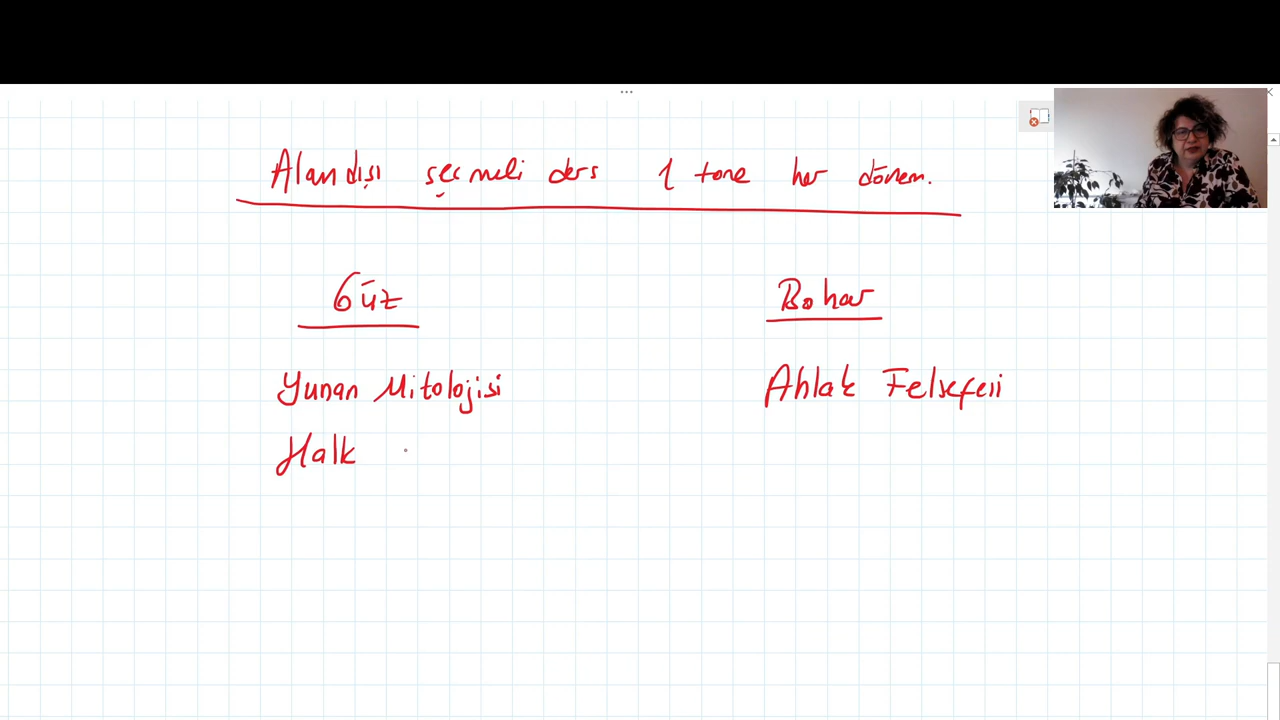 Alandışı seçmeli ders 1 tane her dönem.
Güz
Bahar
Yunan Mitolojisi
Ahlak Felsefesi
Halk